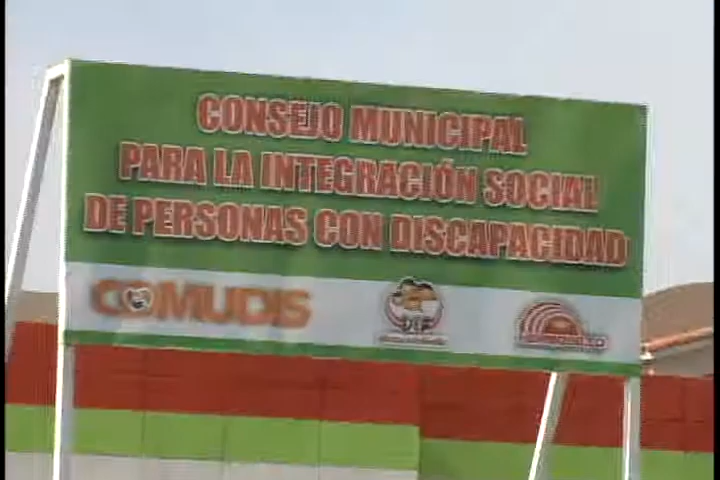 CONSEJO MUNICIPAL
PARA LA INTEGRACIÓN SOCIAL
DE PERSONAS CON DISCAPACIDAD
COMUDIS
DIF